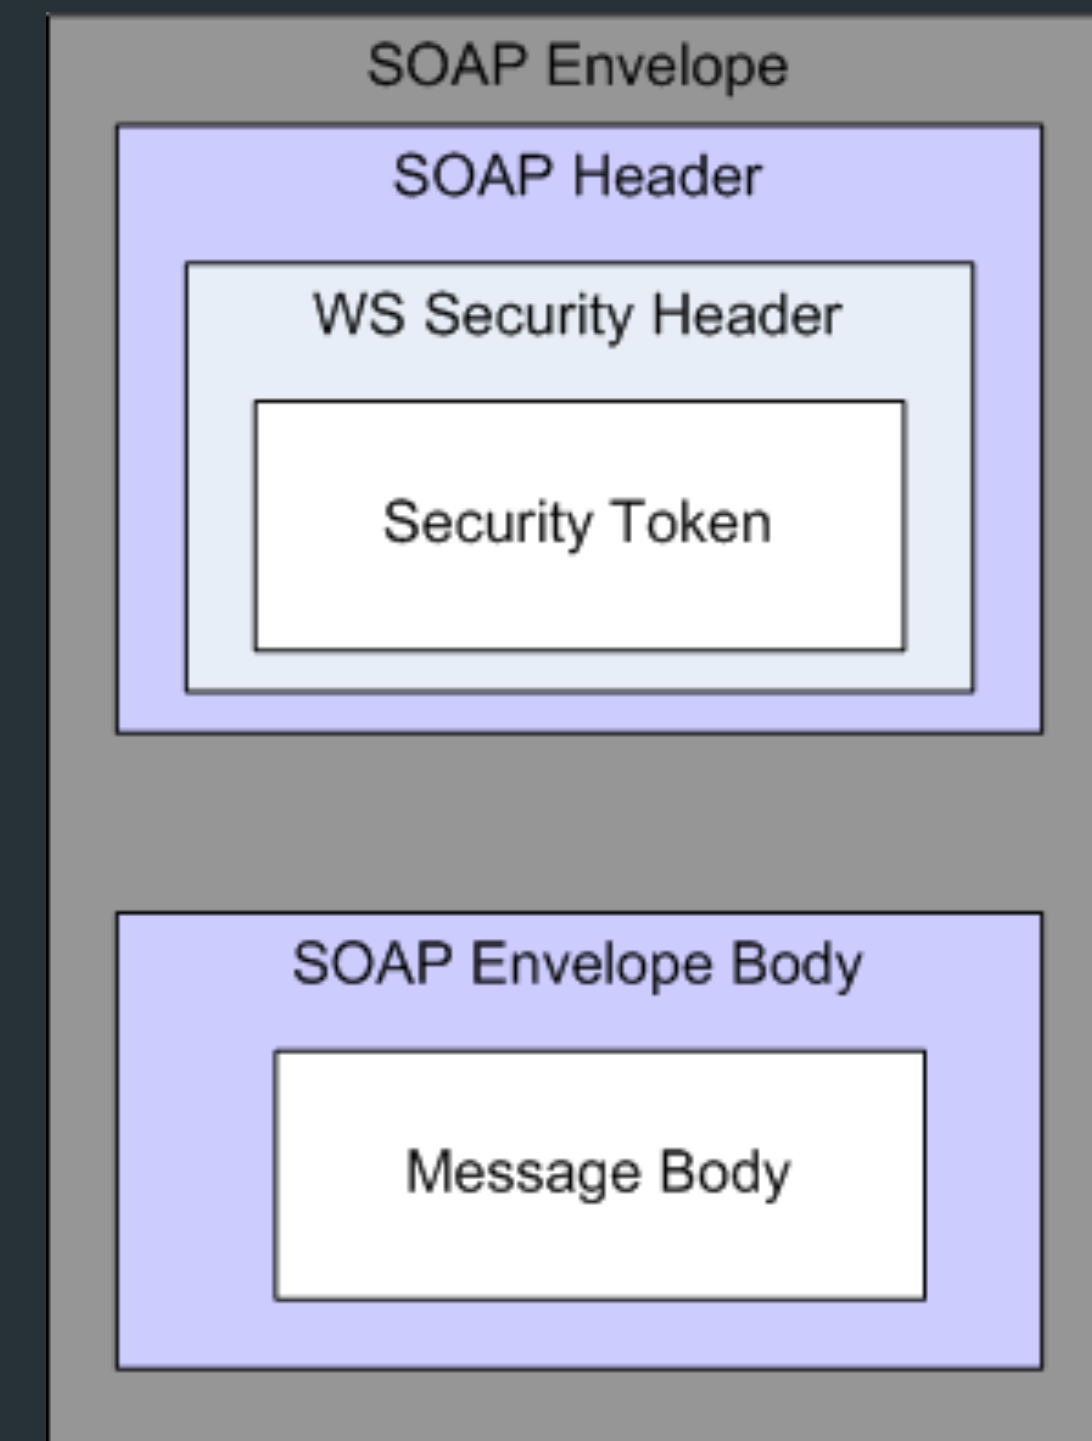 SOAP Envelope
SOAP Header
WS Security Header
Security Token
SOAP Envelope Body
Message Body